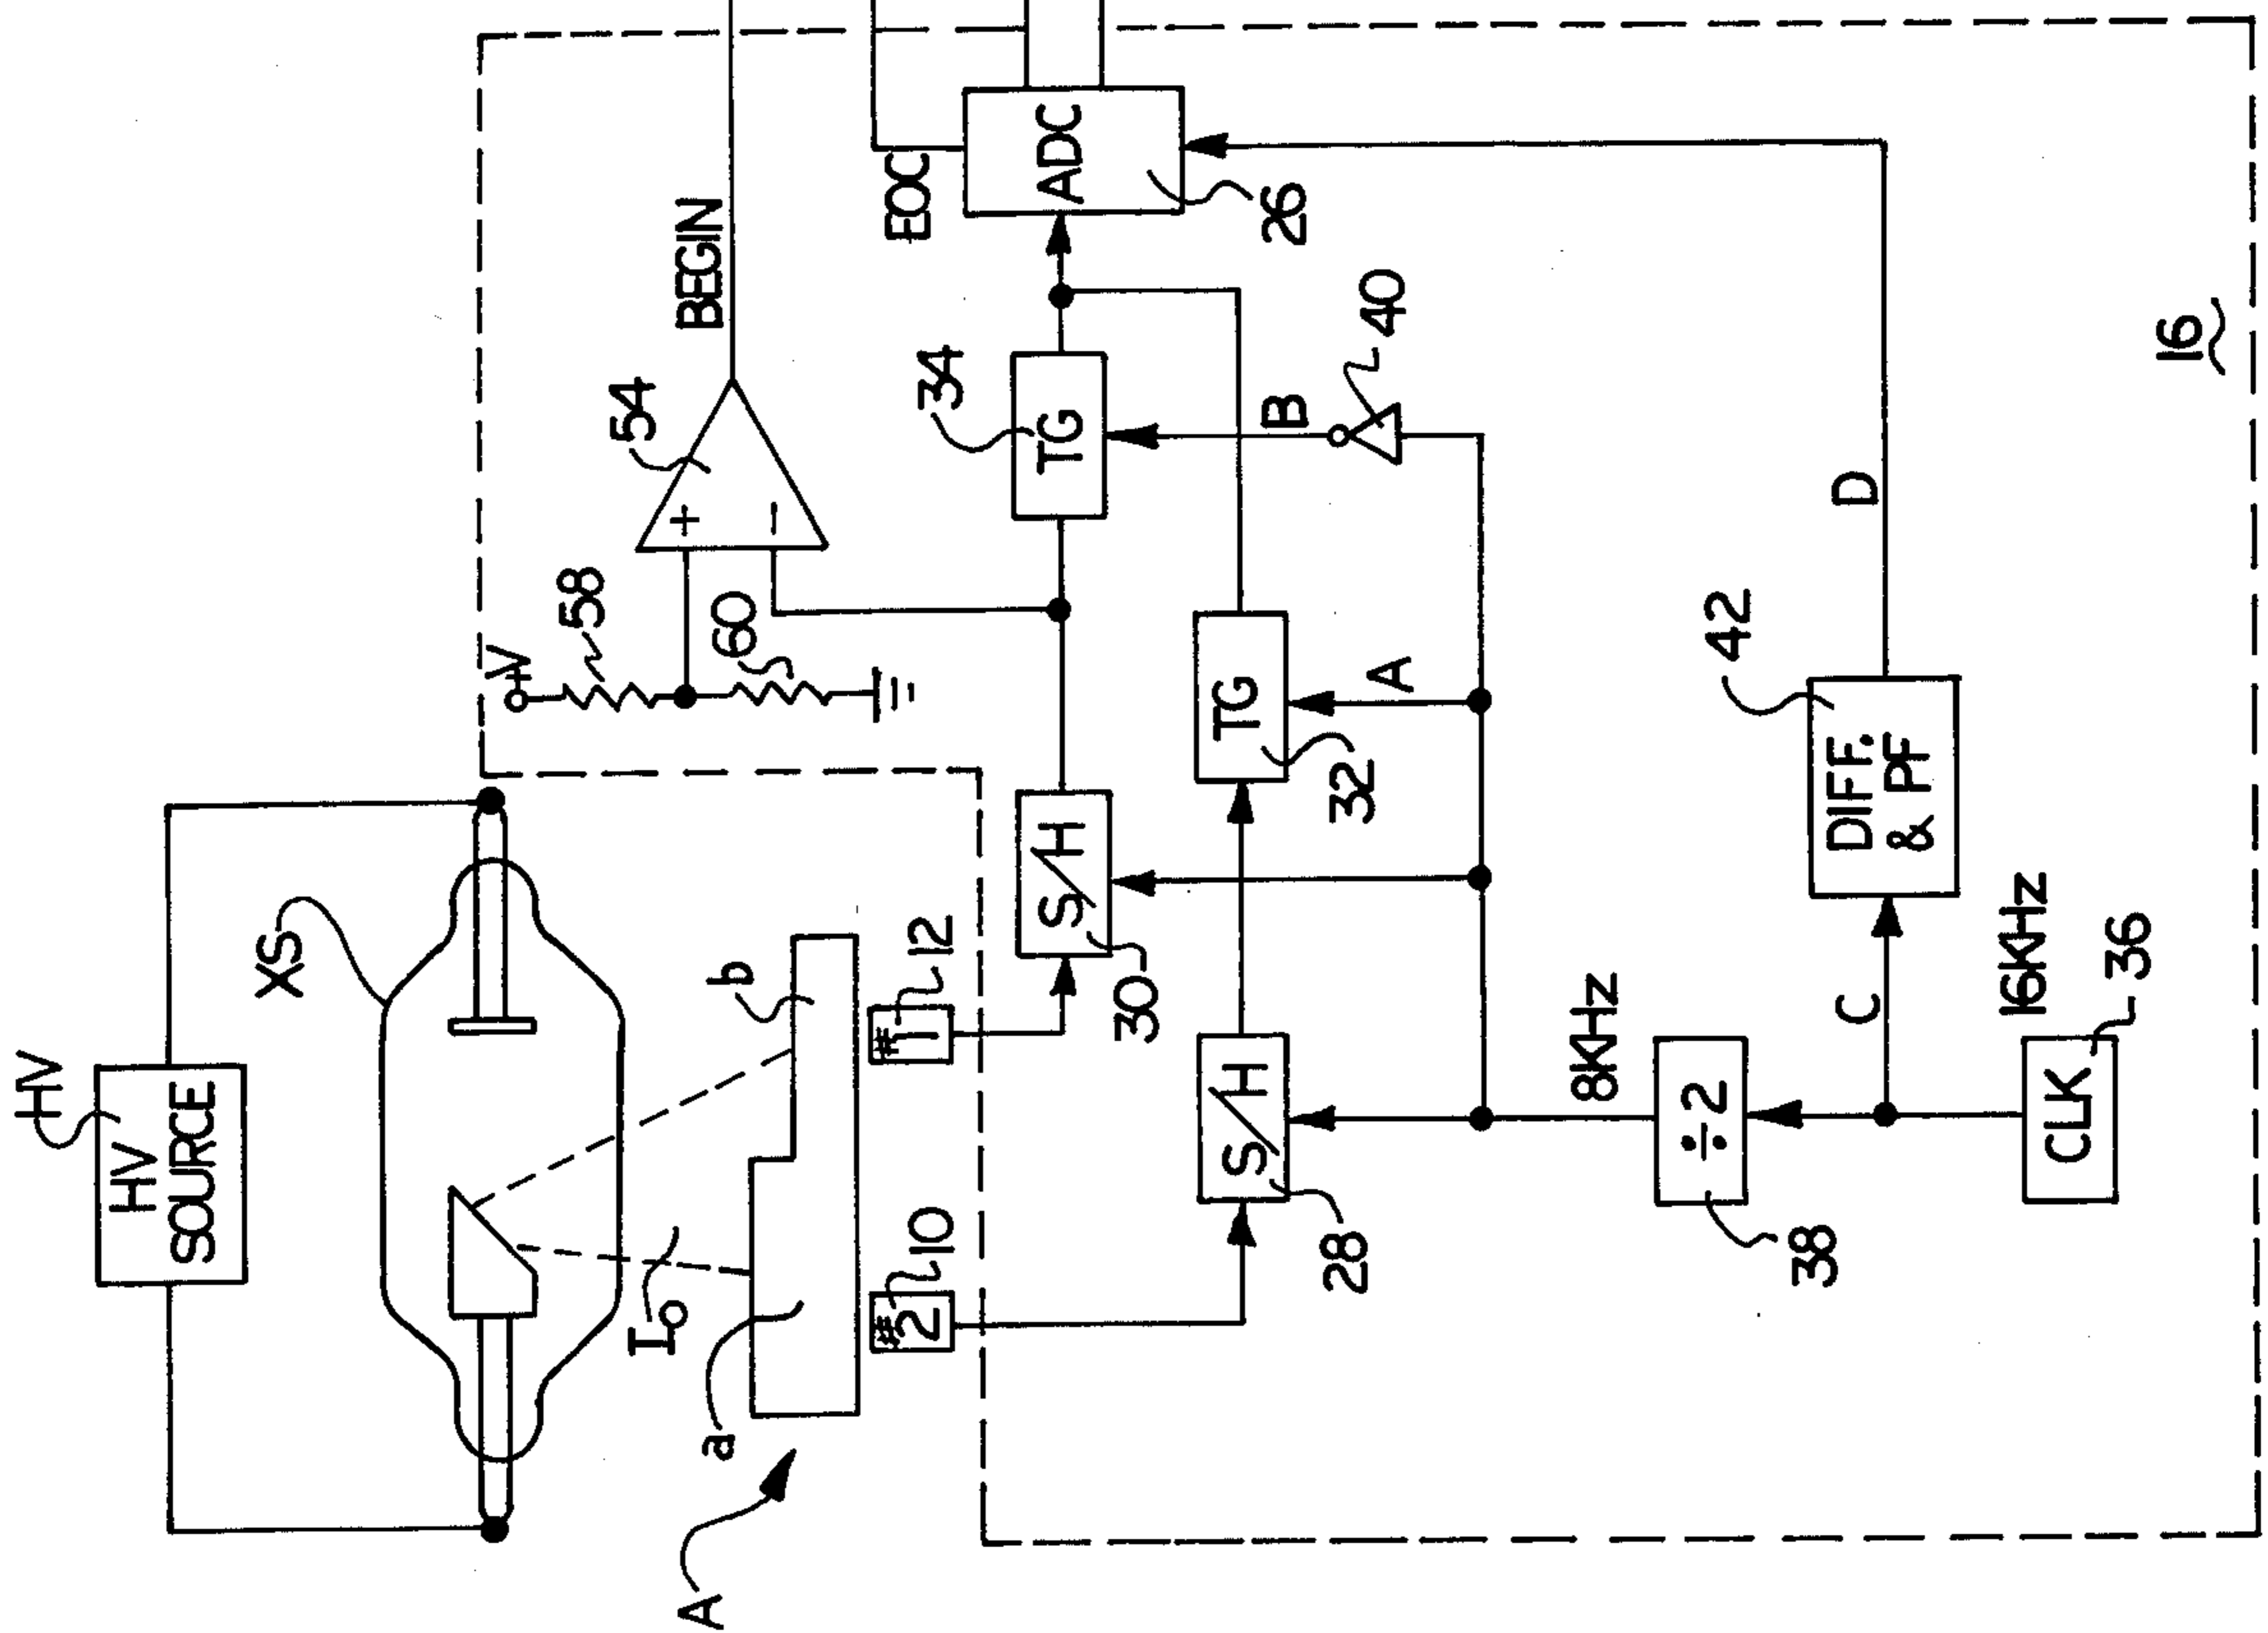 HV
HV
SOURCE
XS
I₀
a
b
A
#2
10
#1
12
+V
58
60
+
−
54
BEGIN
S/H
30
TG
34
EOC
ADC
26
S/H
28
TG
32
A
B
40
8KHz
÷2
38
C
DIFF.
& PF
42
D
16KHz
CLK
36
16